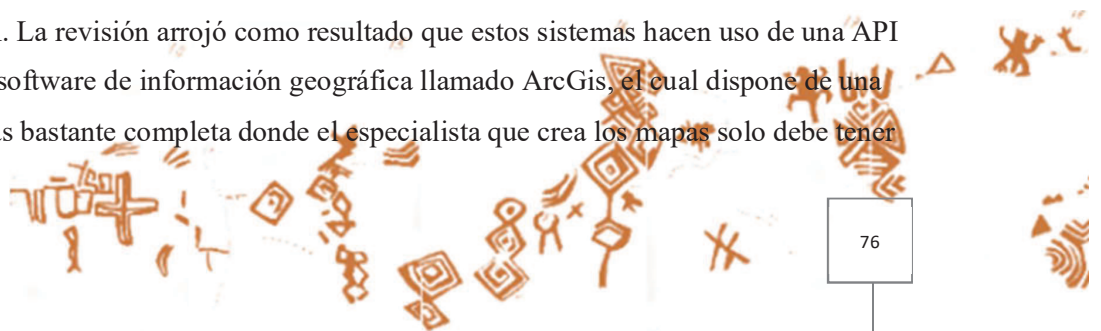 . La revisión arrojó como resultado que estos sistemas hacen uso de una API
software de información geográfica llamado ArcGis, el cual dispone de una
s bastante completa donde el especialista que crea los mapas solo debe tener
76